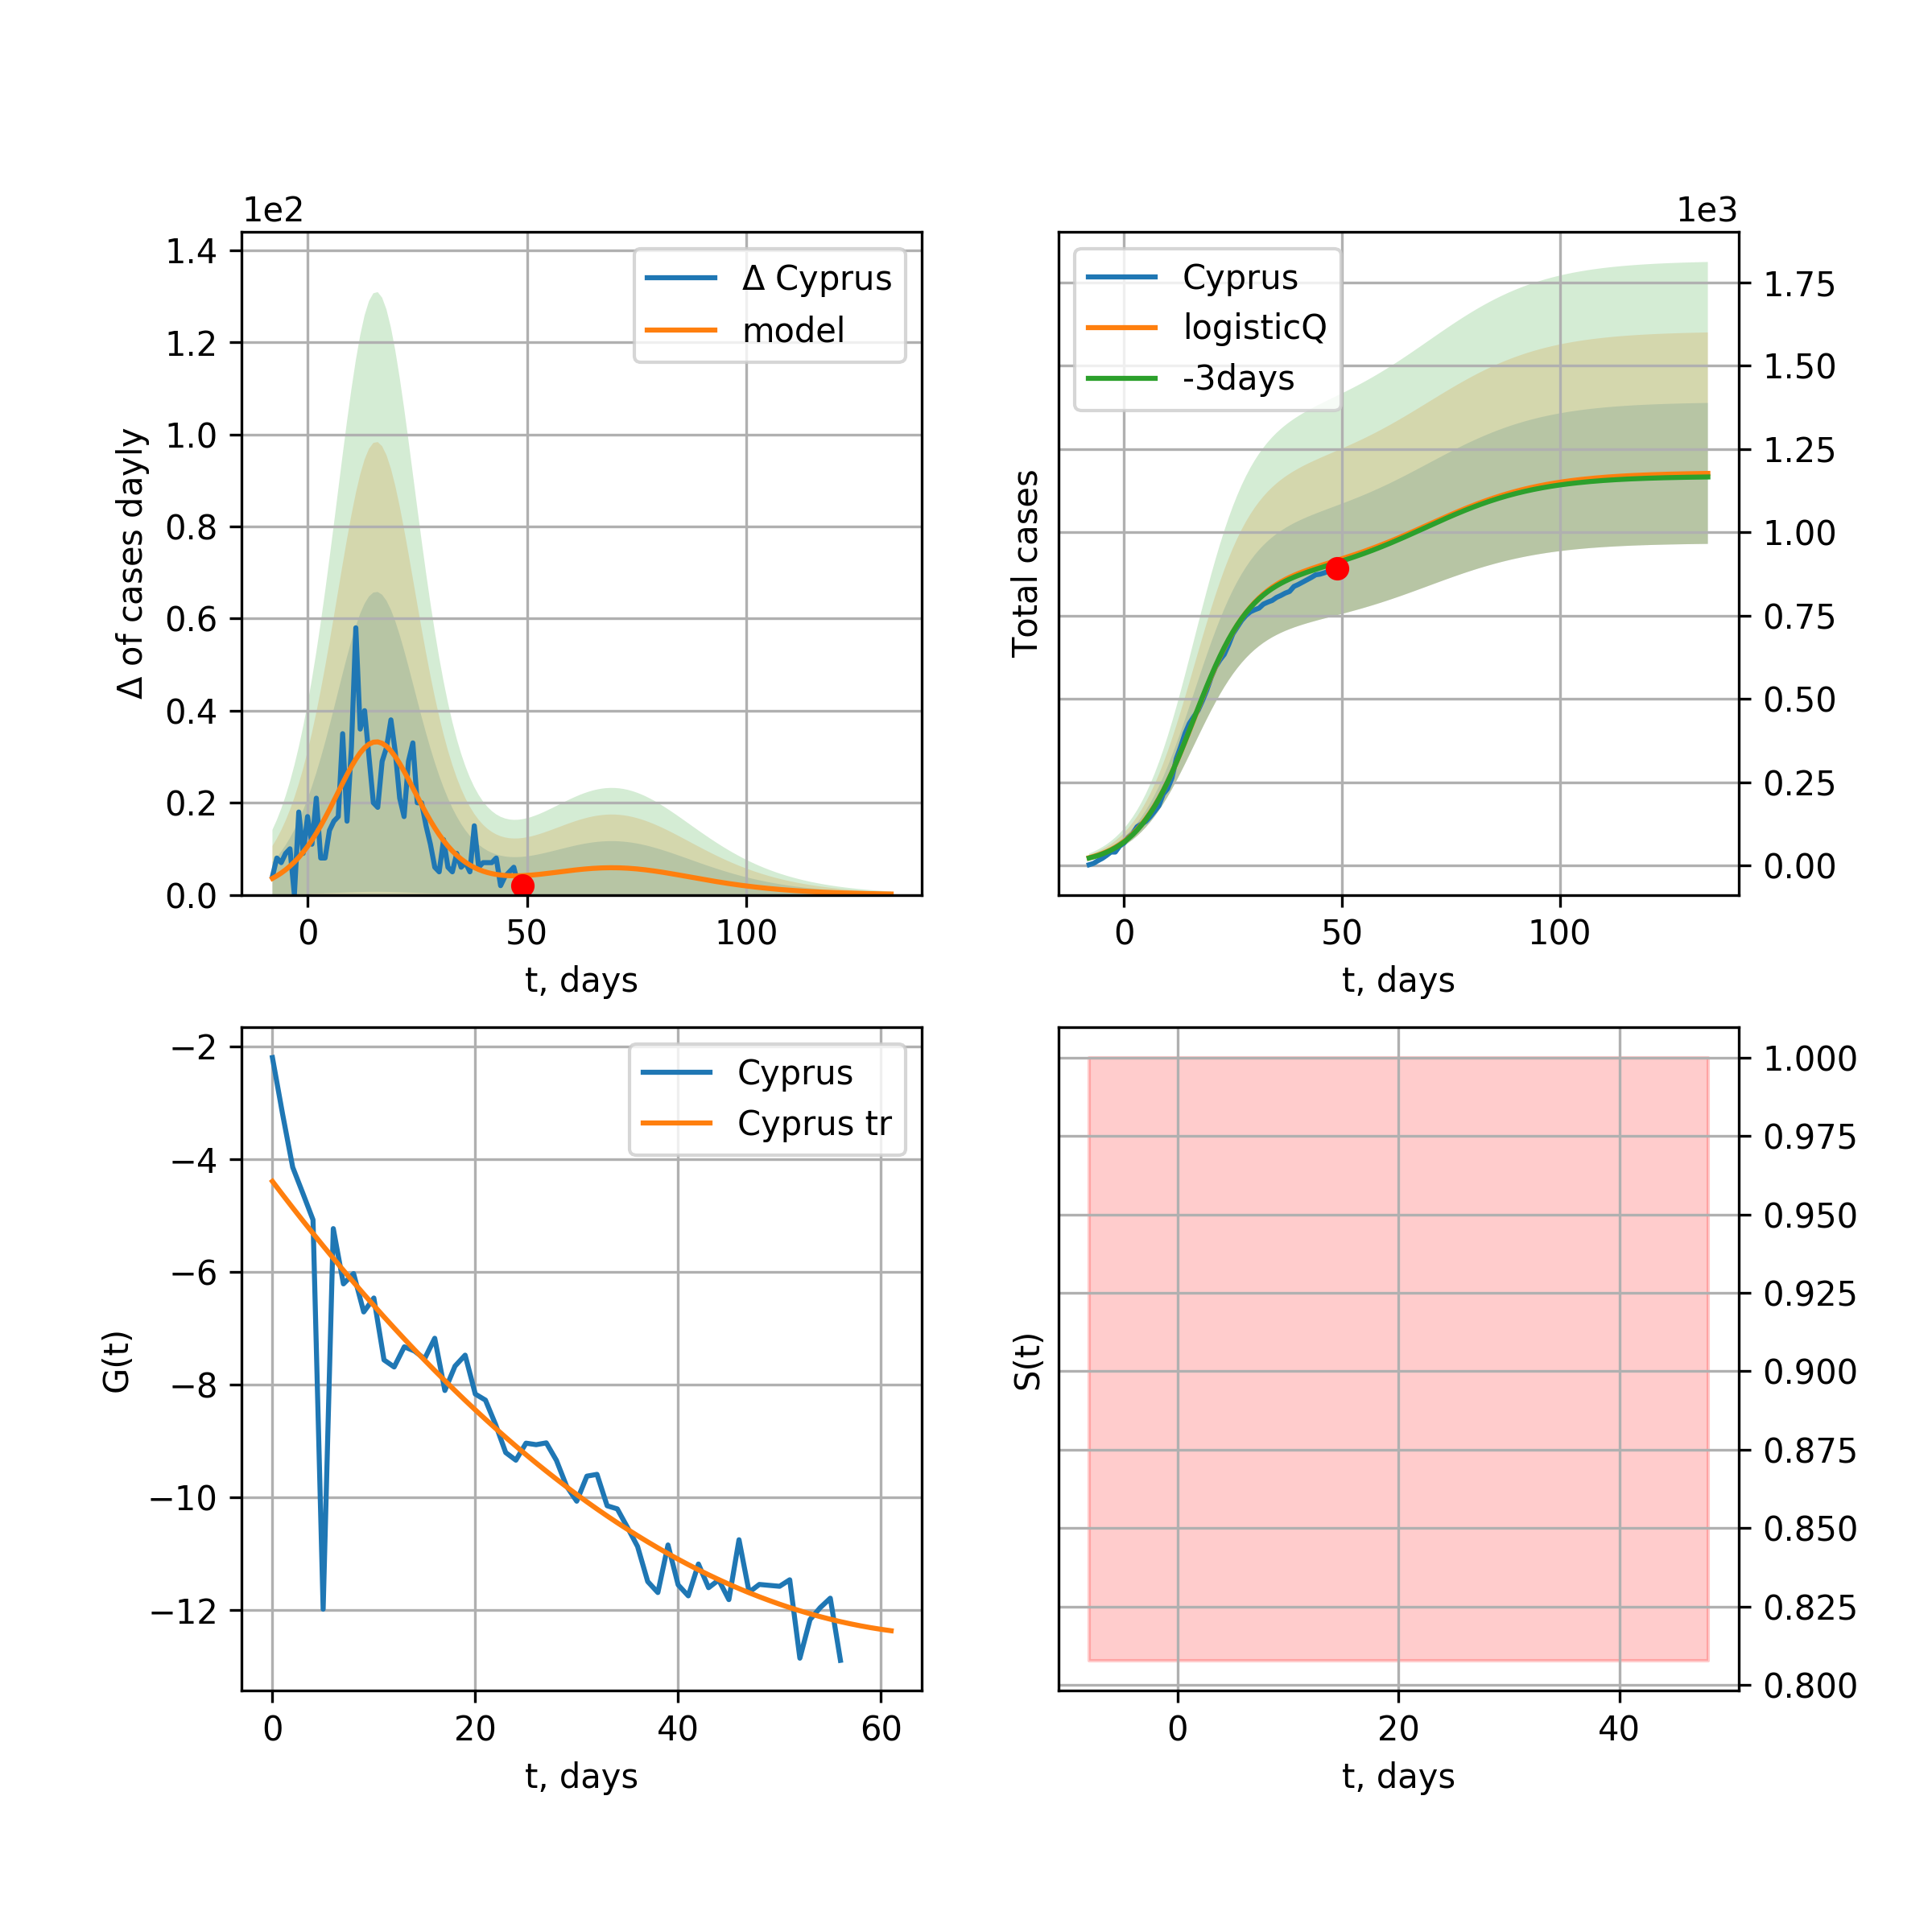 1e2
1.4
1.2
1.0
0.8
0.6
0.4
0.2
0.0
Δ of cases dayly
Δ Cyprus
model
0
50
100
t, days
1e3
Cyprus
logisticQ
-3days
Total cases
1.75
1.50
1.25
1.00
0.75
0.50
0.25
0.00
0
50
100
t, days
−2
−4
−6
−8
−10
−12
G(t)
Cyprus
Cyprus tr
0
20
40
60
t, days
S(t)
1.000
0.975
0.950
0.925
0.900
0.875
0.850
0.825
0.800
0
20
40
t, days